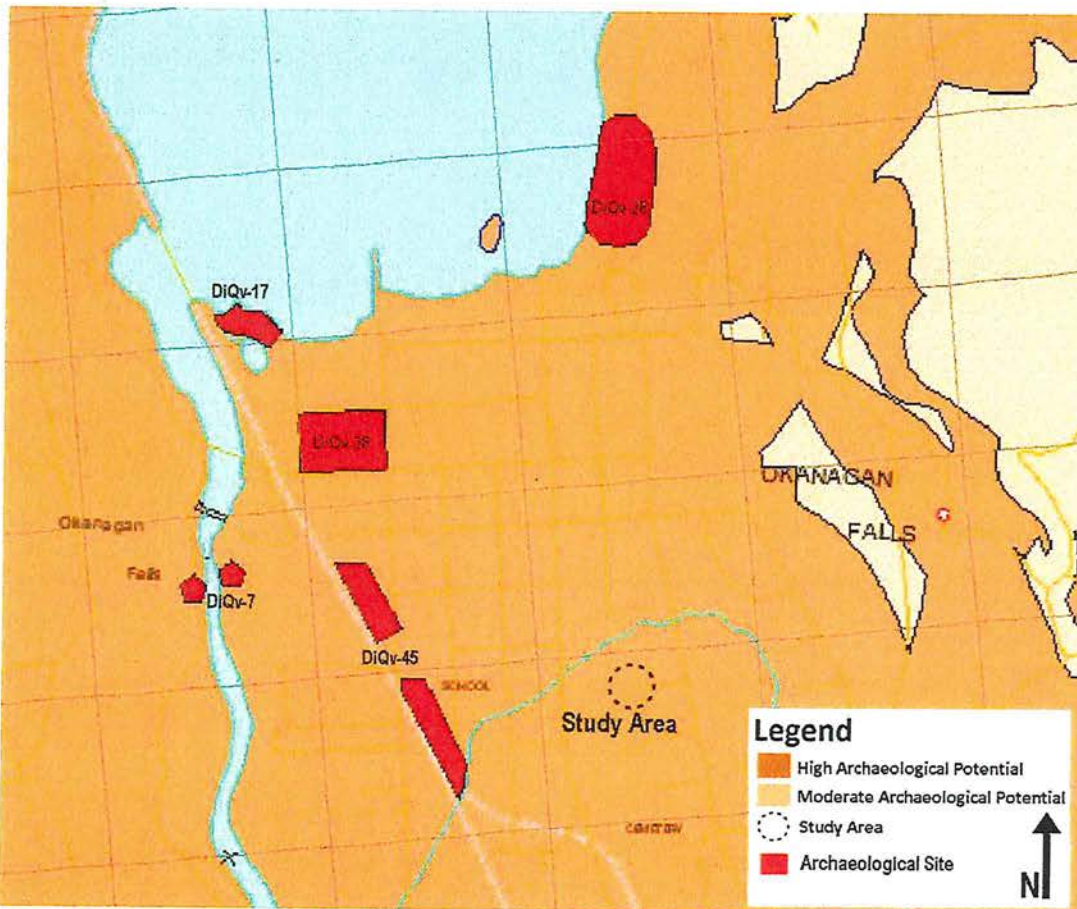 DiQv-17
OKANAGAN
FALLS
Okanagan
Falls
DiQv-7
DiQv-45
SCHOOL
Study Area
Legend
High Archaeological Potential
Moderate Archaeological Potential
Study Area
Archaeological Site
N